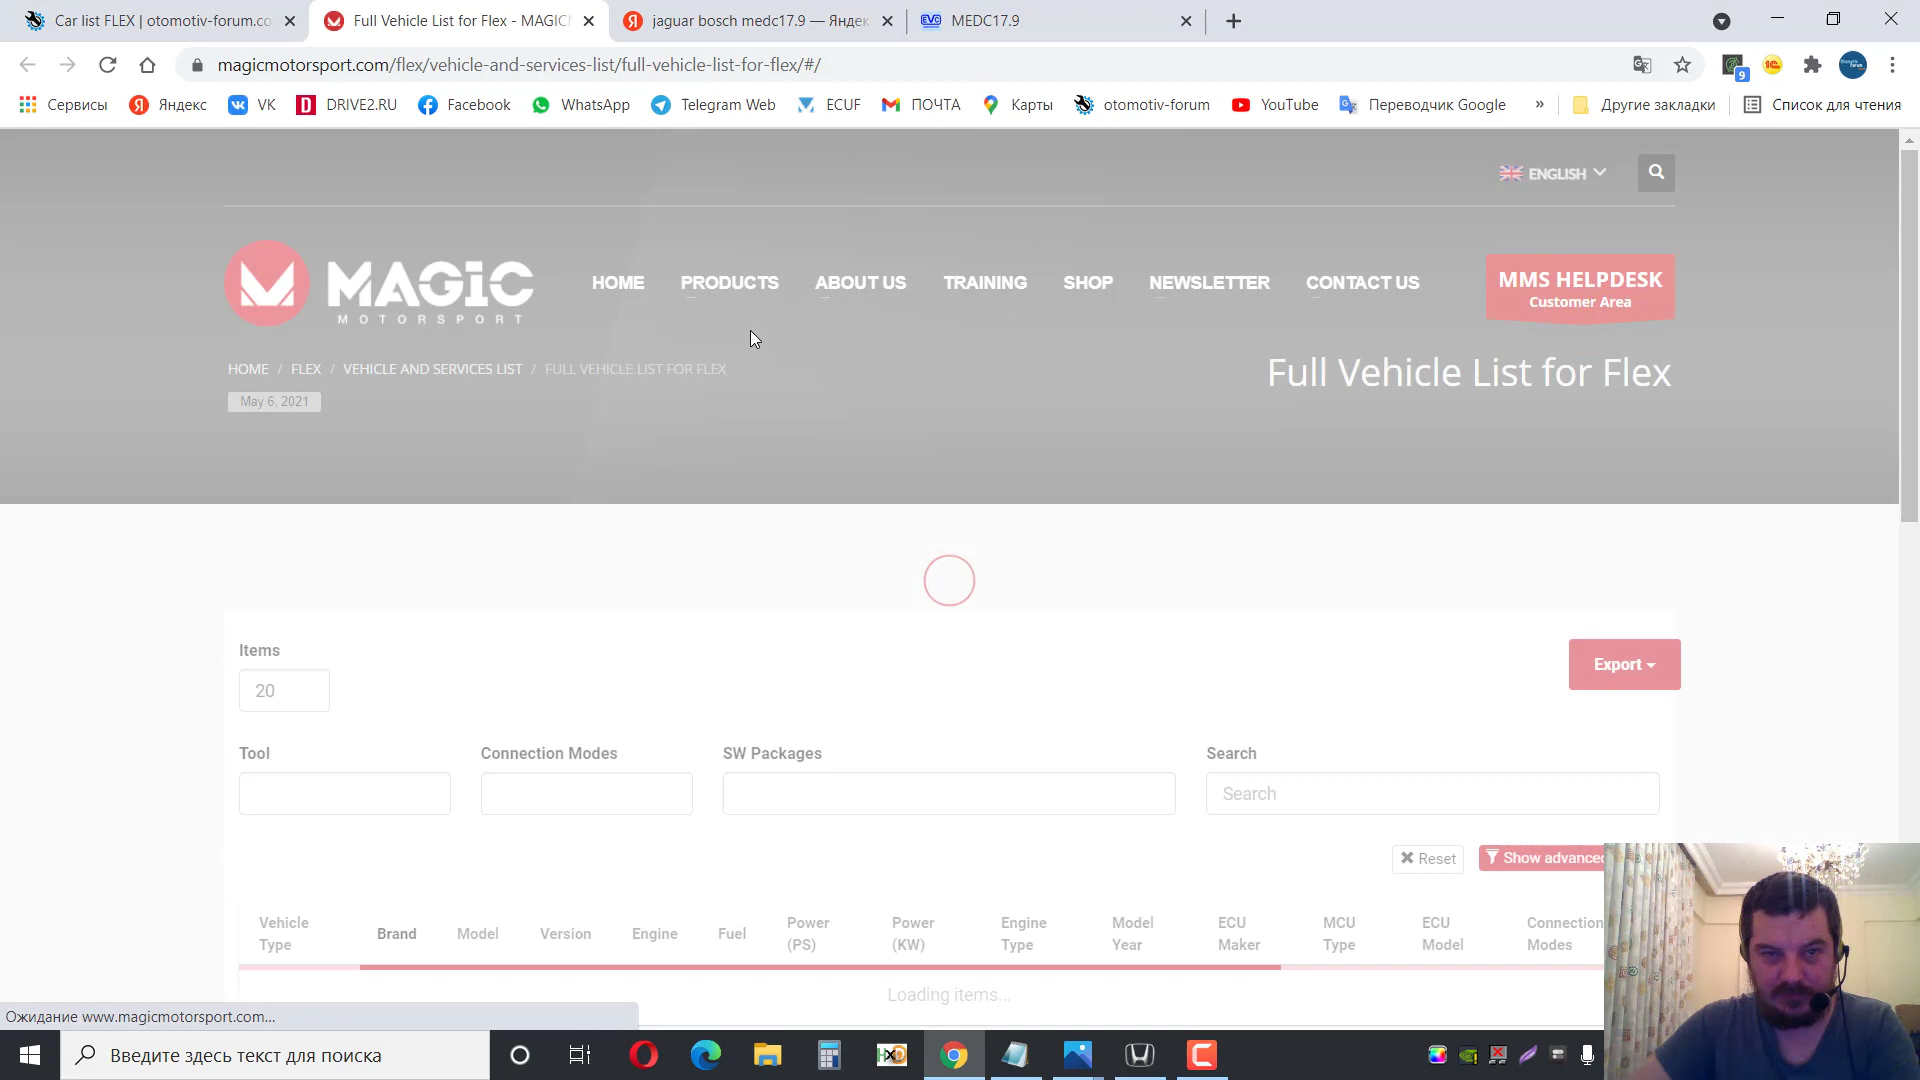 Car list FLEX | otomotiv-forum.co
Full Vehicle List for Flex - MAGIC
jaguar bosch medc17.9 — Яндек
MEDC17.9
magicmotorsport.com/flex/vehicle-and-services-list/full-vehicle-list-for-flex/#/
9
Сервисы
Яндекс
VK
DRIVE2.RU
Facebook
WhatsApp
Telegram Web
ECUF
ПОЧТА
Карты
otomotiv-forum
YouTube
Переводчик Google
»
Другие закладки
Список для чтения
ENGLISH
MAGIC
MOTORSPORT
HOME
PRODUCTS
ABOUT US
TRAINING
SHOP
NEWSLETTER
CONTACT US
MMS HELPDESK
Customer Area
HOME / FLEX / VEHICLE AND SERVICES LIST / FULL VEHICLE LIST FOR FLEX
Full Vehicle List for Flex
May 6, 2021
Items
20
Export
Tool
Connection Modes
SW Packages
Search
Search
Reset
Show advanced
Vehicle Type
Brand
Model
Version
Engine
Fuel
Power (PS)
Power (KW)
Engine Type
Model Year
ECU Maker
MCU Type
ECU Model
Connection Modes
Loading items...
Ожидание www.magicmotorsport.com...
Введите здесь текст для поиска